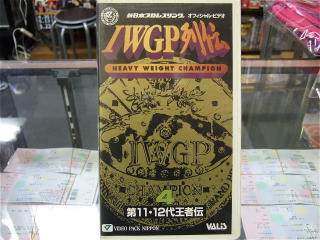 新日本プロレスリング オフィシャルビデオ
IWGP外伝
HEAVY WEIGHT CHAMPION
IWGP
CHAMPION
4
第11・12代王者伝
VIDEO PACK NIPPON
VALIS